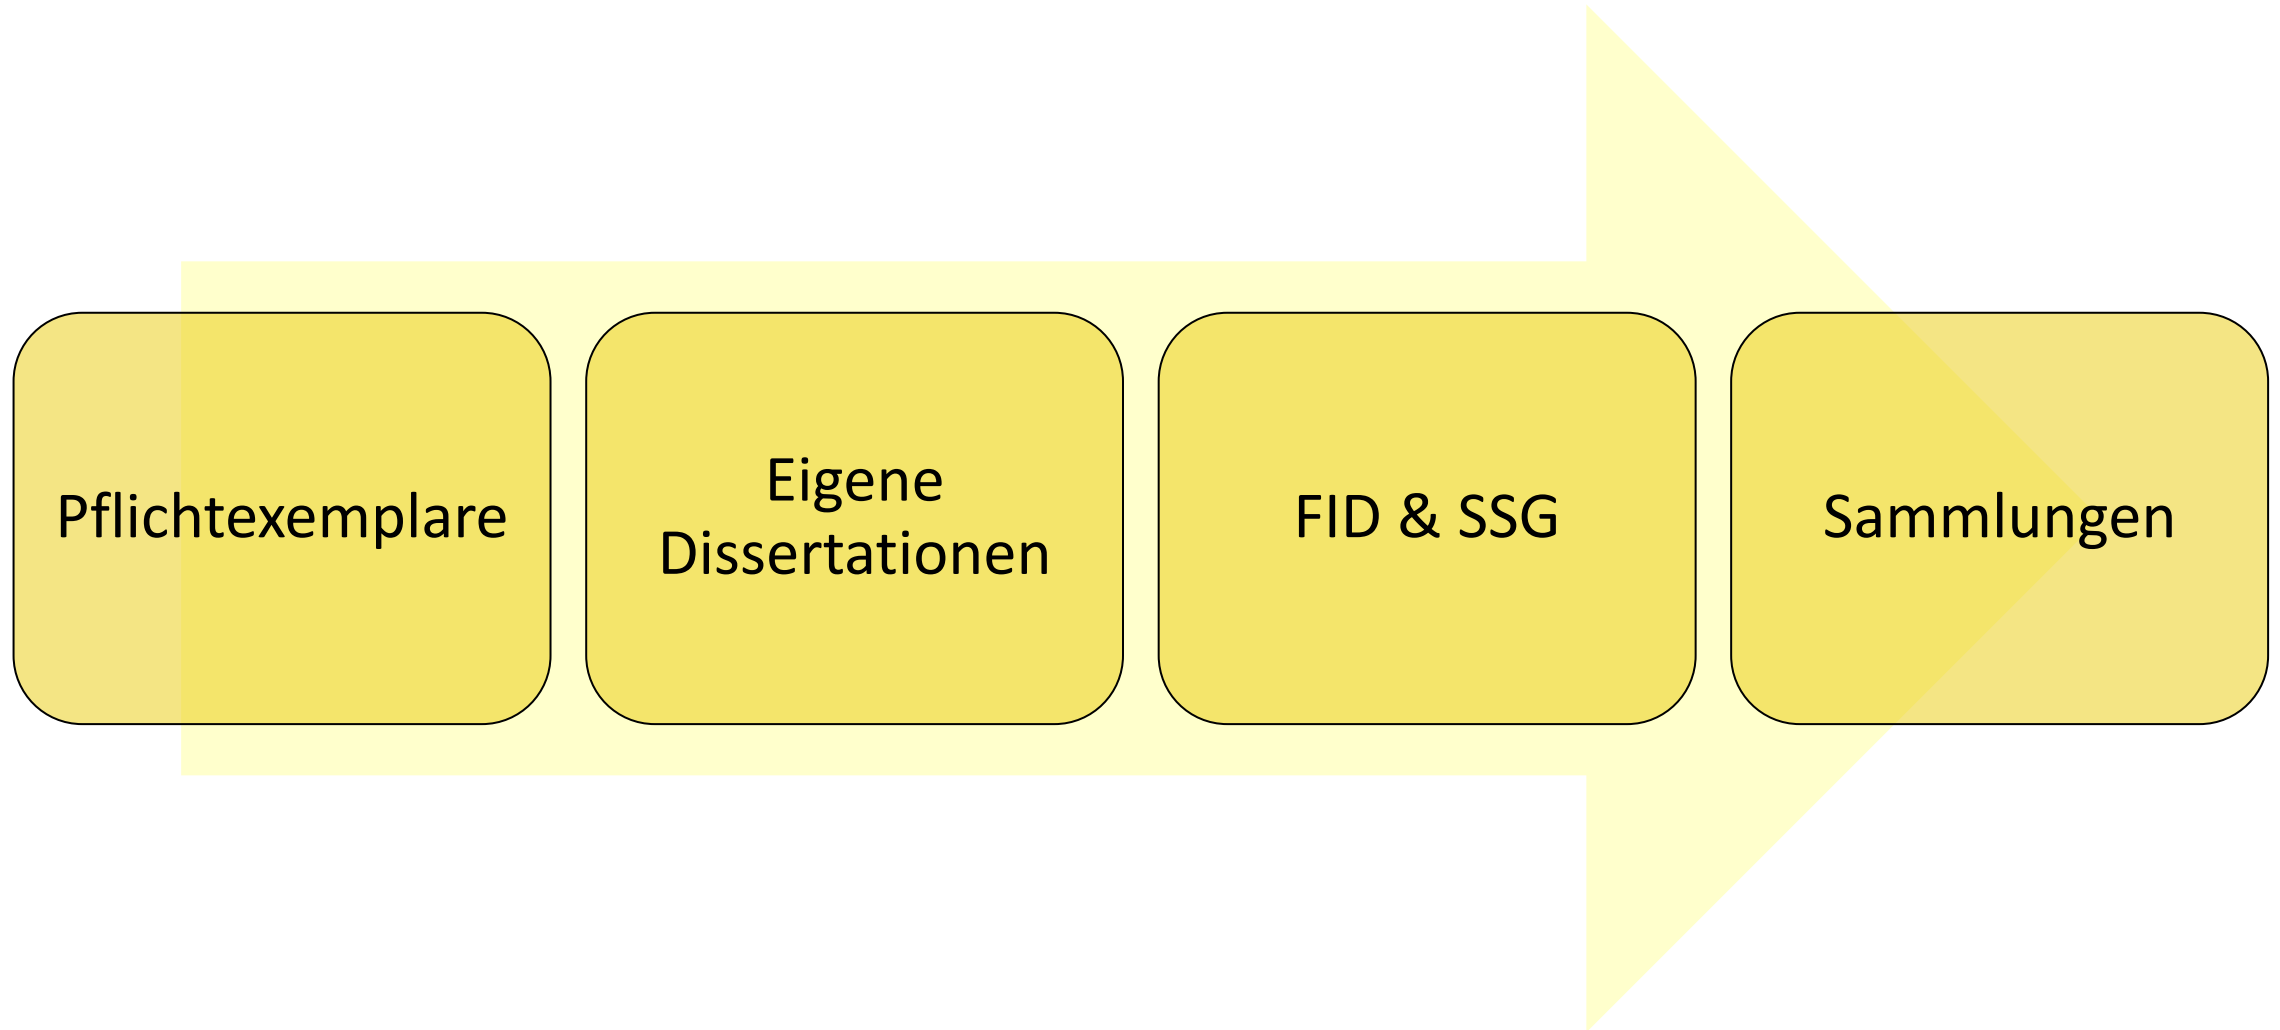 Pflichtexemplare
Eigene
Dissertationen
FID & SSG
Sammlungen